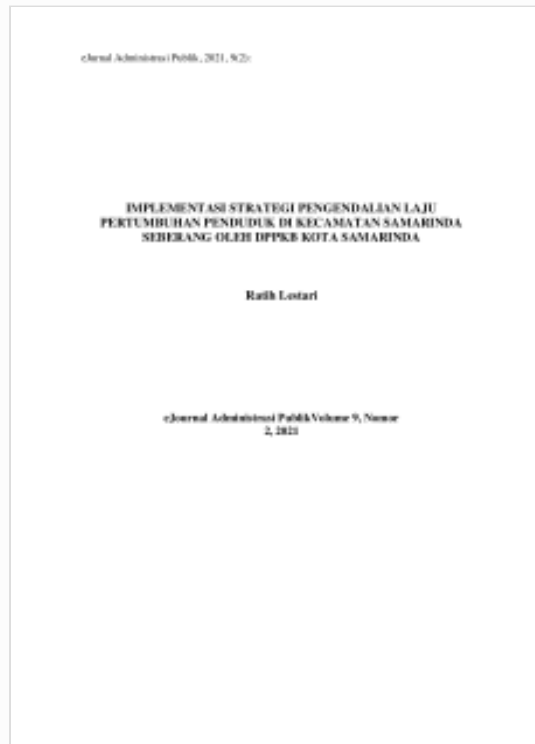 eJurnal Administrasi Publik, 2021, 9(2):
IMPLEMENTASI STRATEGI PENGENDALIAN LAJU
PERTUMBUHAN PENDUDUK DI KECAMATAN SAMARINDA
SEBERANG OLEH DPPKB KOTA SAMARINDA
Ratih Lestari
eJournal Administrasi PublikVolume 9, Nomor
2, 2021